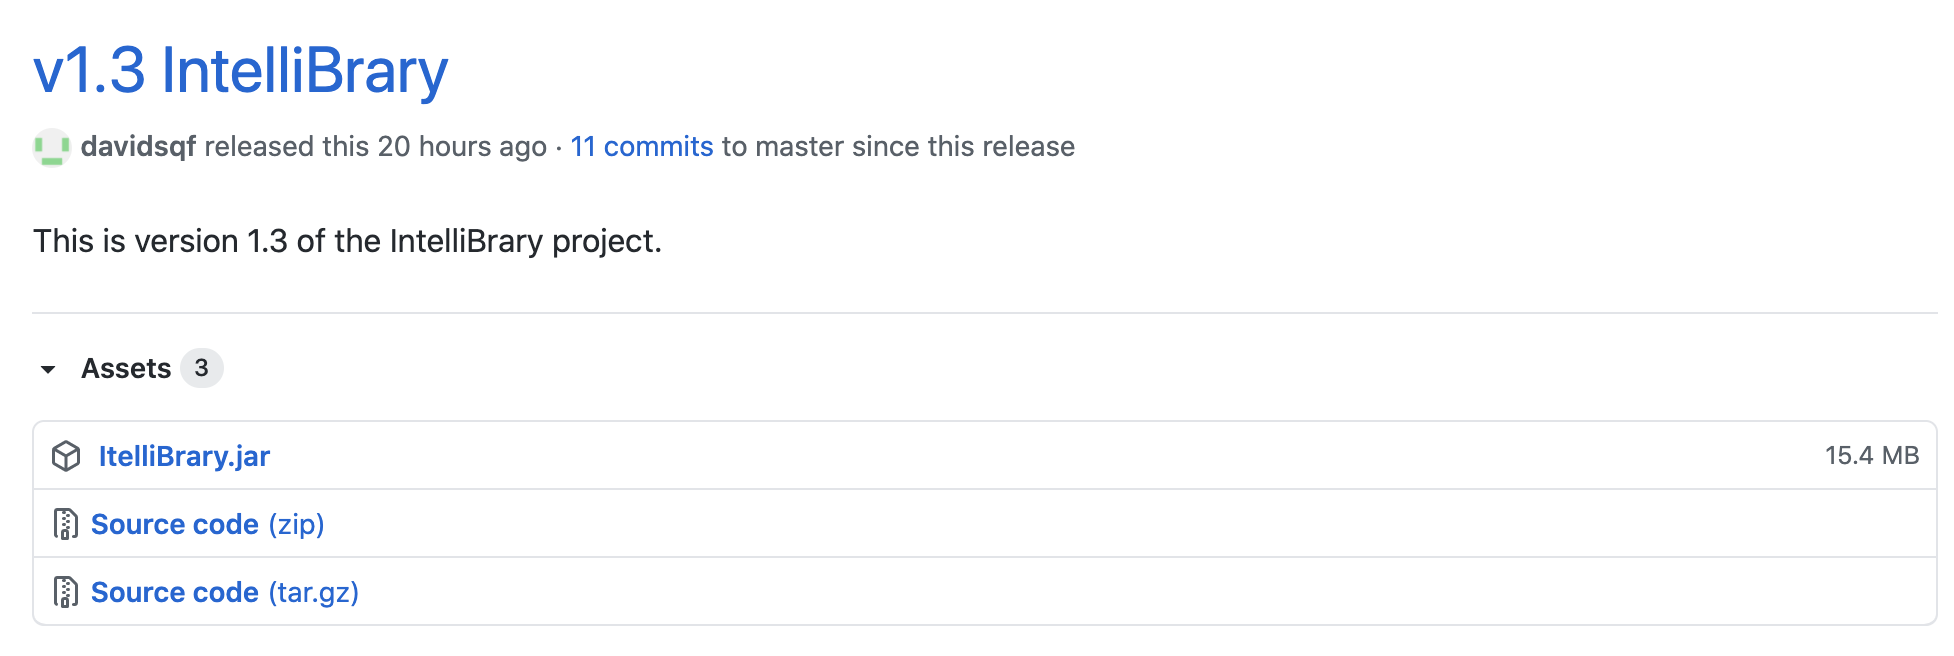 v1.3 IntelliBrary
davidsqf released this 20 hours ago · 11 commits to master since this release
This is version 1.3 of the IntelliBrary project.
Assets 3
ItelliBrary.jar 15.4 MB
Source code (zip)
Source code (tar.gz)